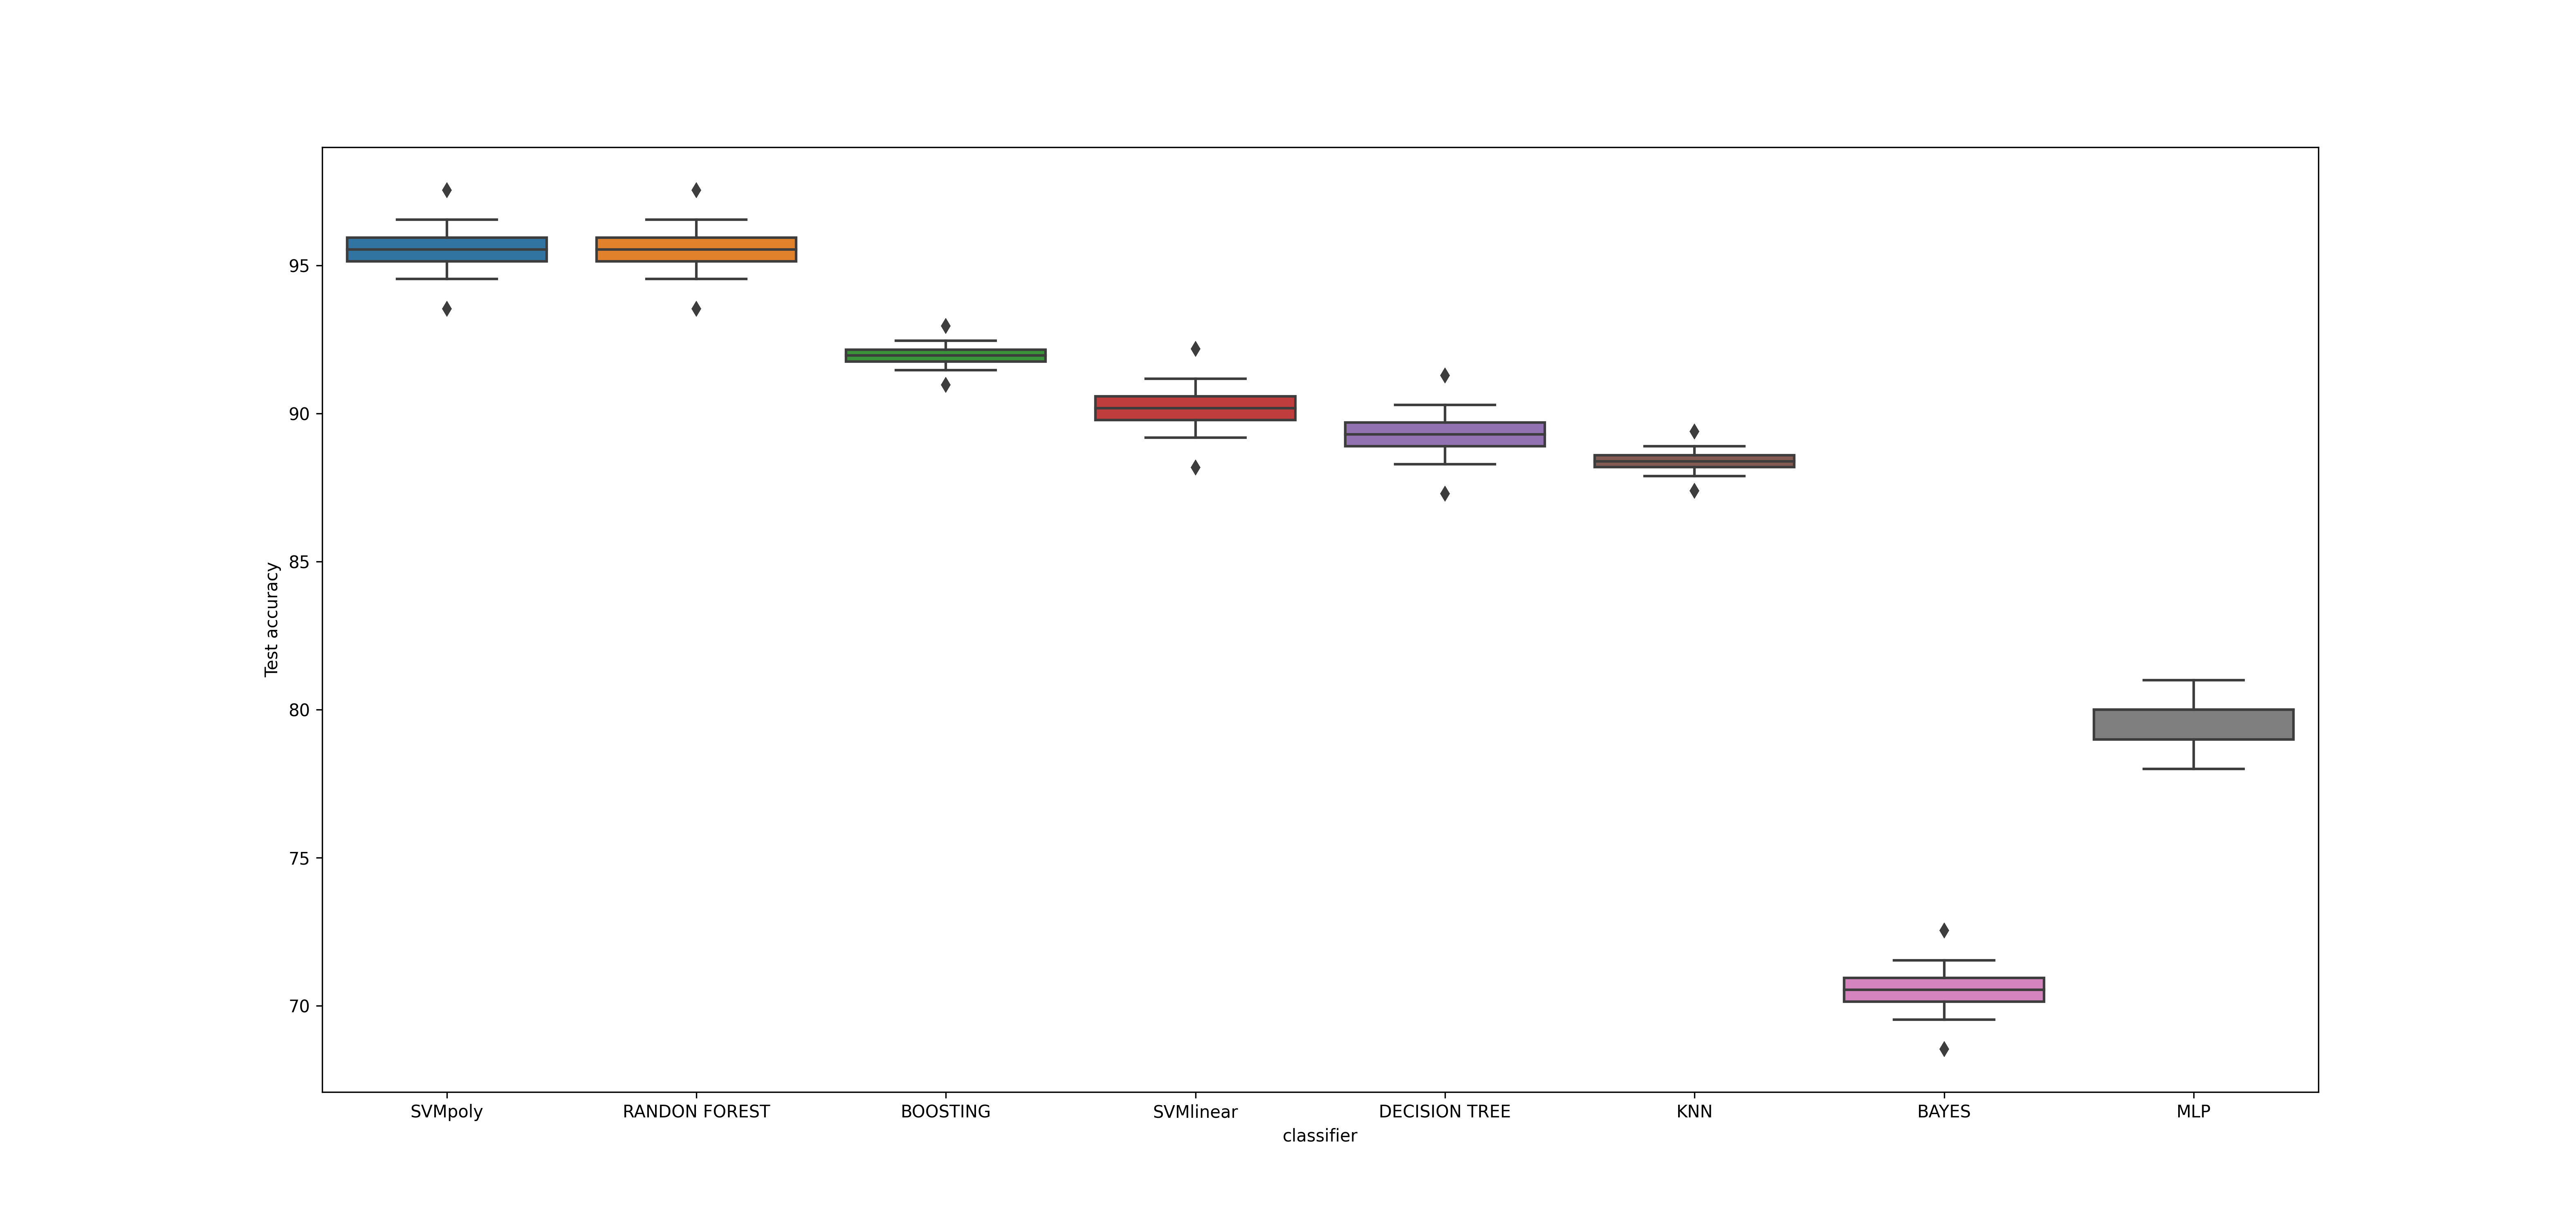 95
90
85
80
75
70
Test accuracy
SVMpoly RANDON FOREST BOOSTING SVMlinear DECISION TREE KNN BAYES MLP
classifier